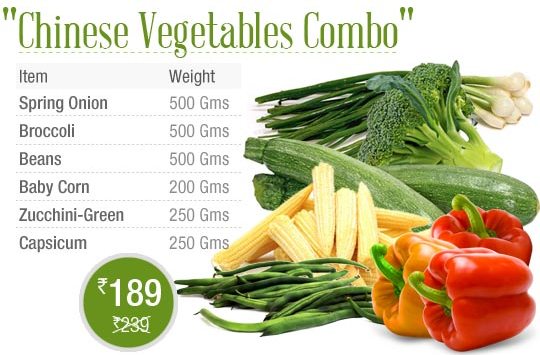 "Chinese Vegetables Combo"
Item Weight
Spring Onion 500 Gms
Broccoli 500 Gms
Beans 500 Gms
Baby Corn 200 Gms
Zucchini-Green 250 Gms
Capsicum 250 Gms
₹189
₹239